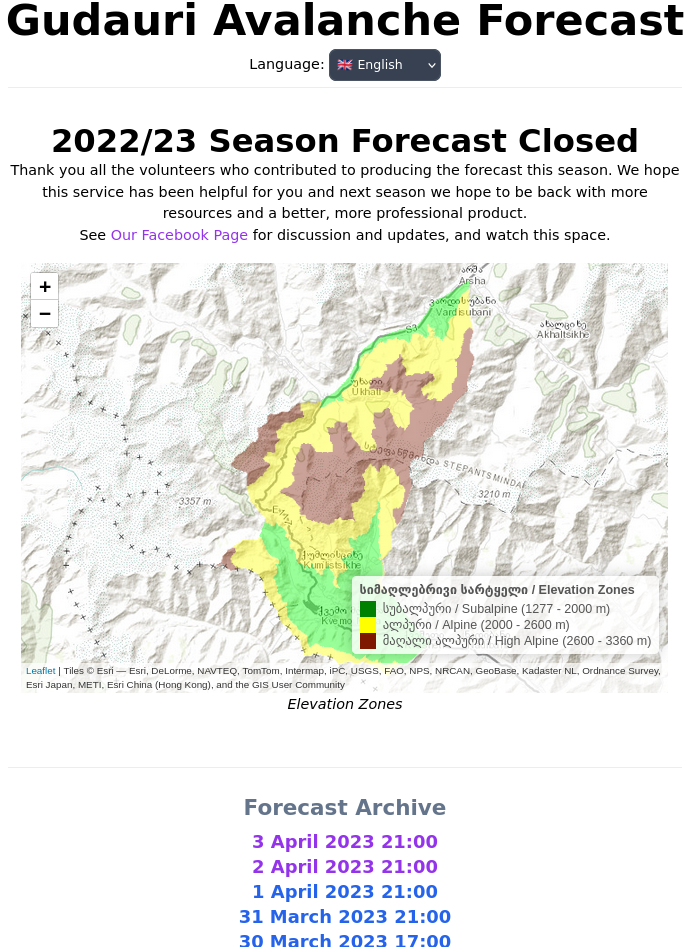 Gudauri Avalanche Forecast
Language: 🇬🇧 English
2022/23 Season Forecast Closed
Thank you all the volunteers who contributed to producing the forecast this season. We hope
this service has been helpful for you and next season we hope to be back with more
resources and a better, more professional product.
See Our Facebook Page for discussion and updates, and watch this space.
+
−
არშა
Arsha
ვარდისუბანი
Vardisubani
ახალციხე
Akhaltsikhe
უხათი
Ukhati
სტეფანწმინდა STEPANTSMINDA
3357 m
3210 m
E117
ქუმლისციხე
Kumlistsikhe
ქვემო
Kvemo
სიმაღლებრივი სარტყელი / Elevation Zones
სუბალპური / Subalpine (1277 - 2000 m)
ალპური / Alpine (2000 - 2600 m)
მაღალი ალპური / High Alpine (2600 - 3360 m)
Leaflet | Tiles © Esri — Esri, DeLorme, NAVTEQ, TomTom, Intermap, iPC, USGS, FAO, NPS, NRCAN, GeoBase, Kadaster NL, Ordnance Survey,
Esri Japan, METI, Esri China (Hong Kong), and the GIS User Community
Elevation Zones
Forecast Archive
3 April 2023 21:00
2 April 2023 21:00
1 April 2023 21:00
31 March 2023 21:00
30 March 2023 17:00